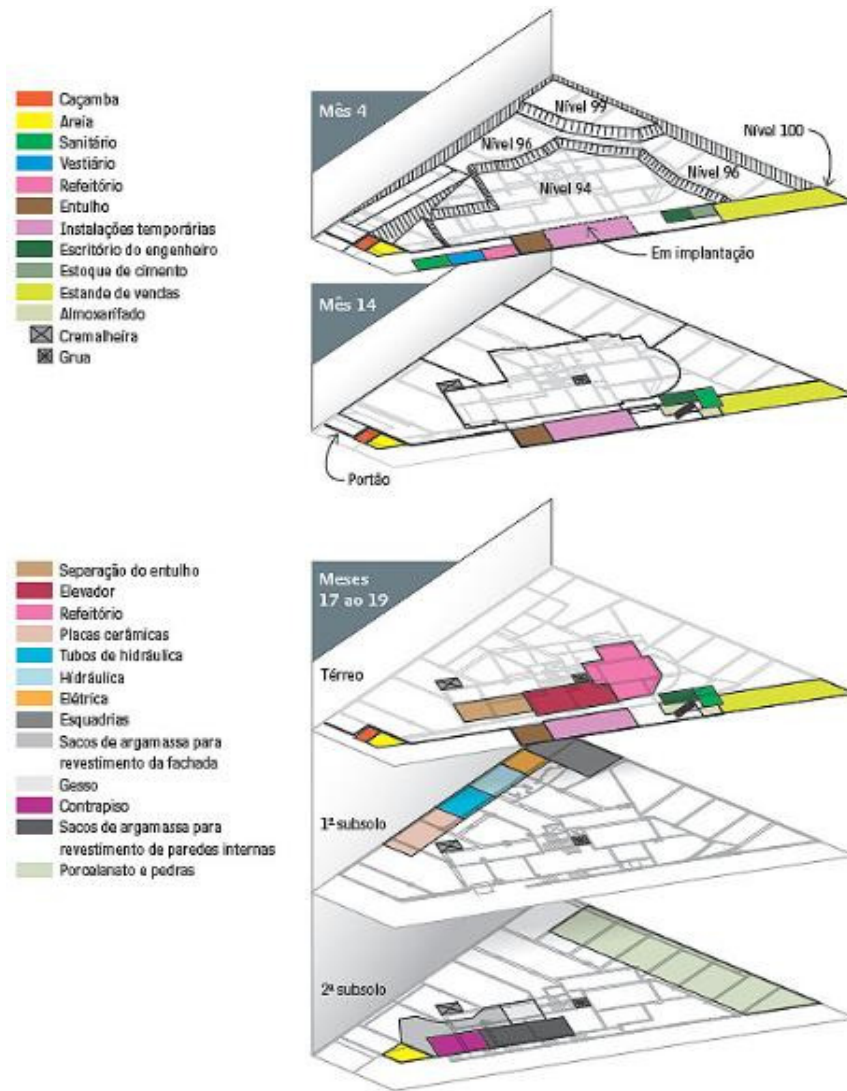 Caçamba
Areia
Sanitário
Vestiário
Refeitório
Entulho
Instalações temporárias
Escritório do engenheiro
Estoque de cimento
Estande de vendas
Almoxarifado
Cremalheira
Grua
Mês 4
Nível 99
Nível 100
Nível 96
Nível 96
Nível 94
Em implantação
Mês 14
Portão
Separação do entulho
Elevador
Refeitório
Placas cerâmicas
Tubos de hidráulica
Hidráulica
Elétrica
Esquadrias
Sacos de argamassa para
revestimento da fachada
Gesso
Contrapiso
Sacos de argamassa para
revestimento de paredes internas
Porcelanato e pedras
Meses
17 ao 19
Térreo
1º subsolo
2º subsolo